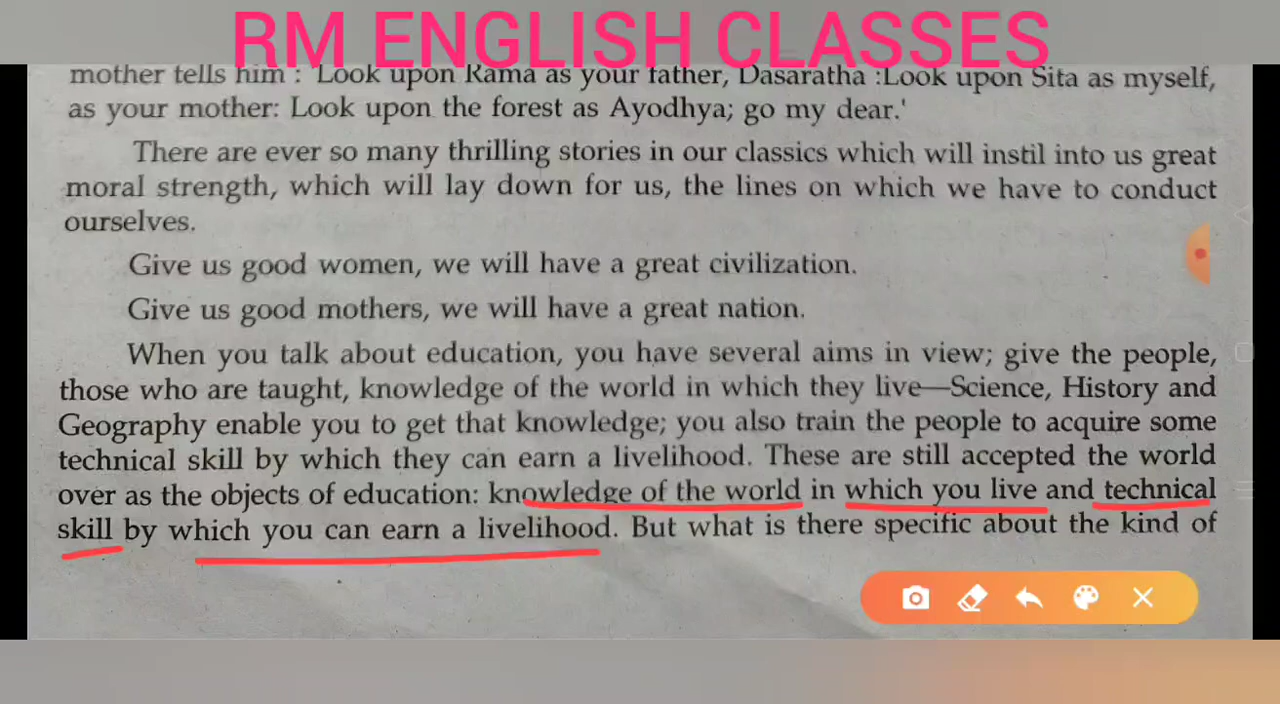 RM ENGLISH CLASSES
mother tells him : 'Look upon Rama as your father, Dasaratha :Look upon Sita as myself,
as your mother: Look upon the forest as Ayodhya; go my dear.'
There are ever so many thrilling stories in our classics which will instil into us great
moral strength, which will lay down for us, the lines on which we have to conduct
ourselves.
Give us good women, we will have a great civilization.
Give us good mothers, we will have a great nation.
When you talk about education, you have several aims in view; give the people,
those who are taught, knowledge of the world in which they live—Science, History and
Geography enable you to get that knowledge; you also train the people to acquire some
technical skill by which they can earn a livelihood. These are still accepted the world
over as the objects of education: knowledge of the world in which you live and technical
skill by which you can earn a livelihood. But what is there specific about the kind of